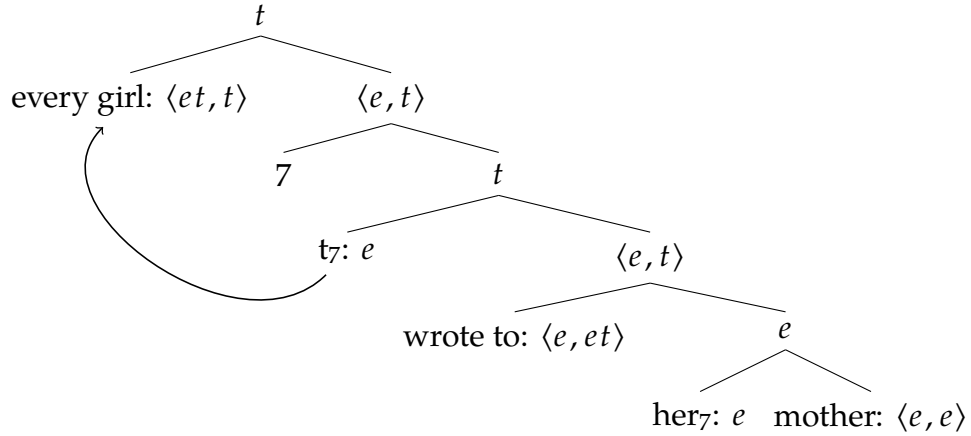 t
every girl: ⟨et, t⟩ ⟨e, t⟩
7 t
t₇: e ⟨e, t⟩
wrote to: ⟨e, et⟩ e
her₇: e mother: ⟨e, e⟩